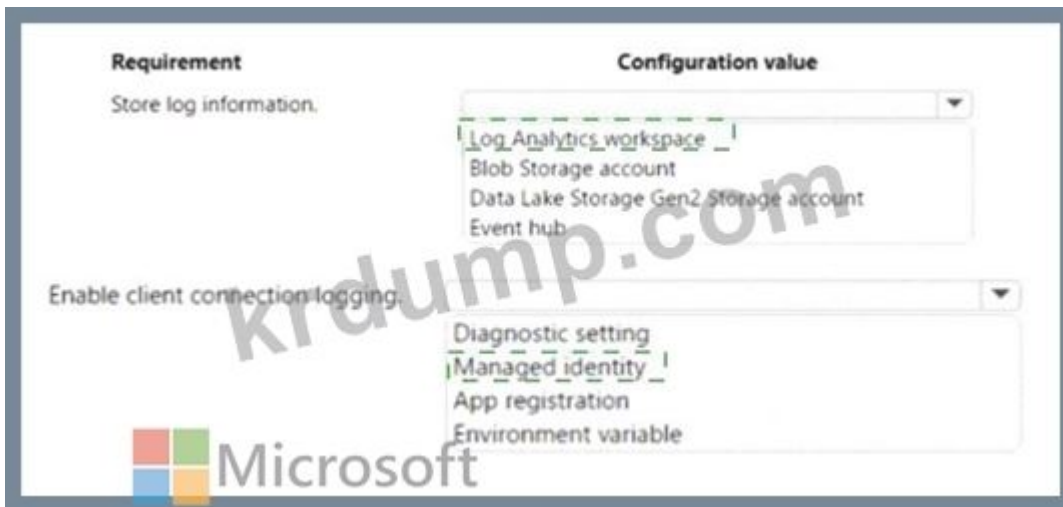 Requirement Configuration value
Store log information.
Log Analytics workspace
Blob Storage account
Data Lake Storage Gen2 Storage account
Event hub
krdump.com
Enable client connection logging.
Diagnostic setting
Managed identity
App registration
Environment variable
Microsoft